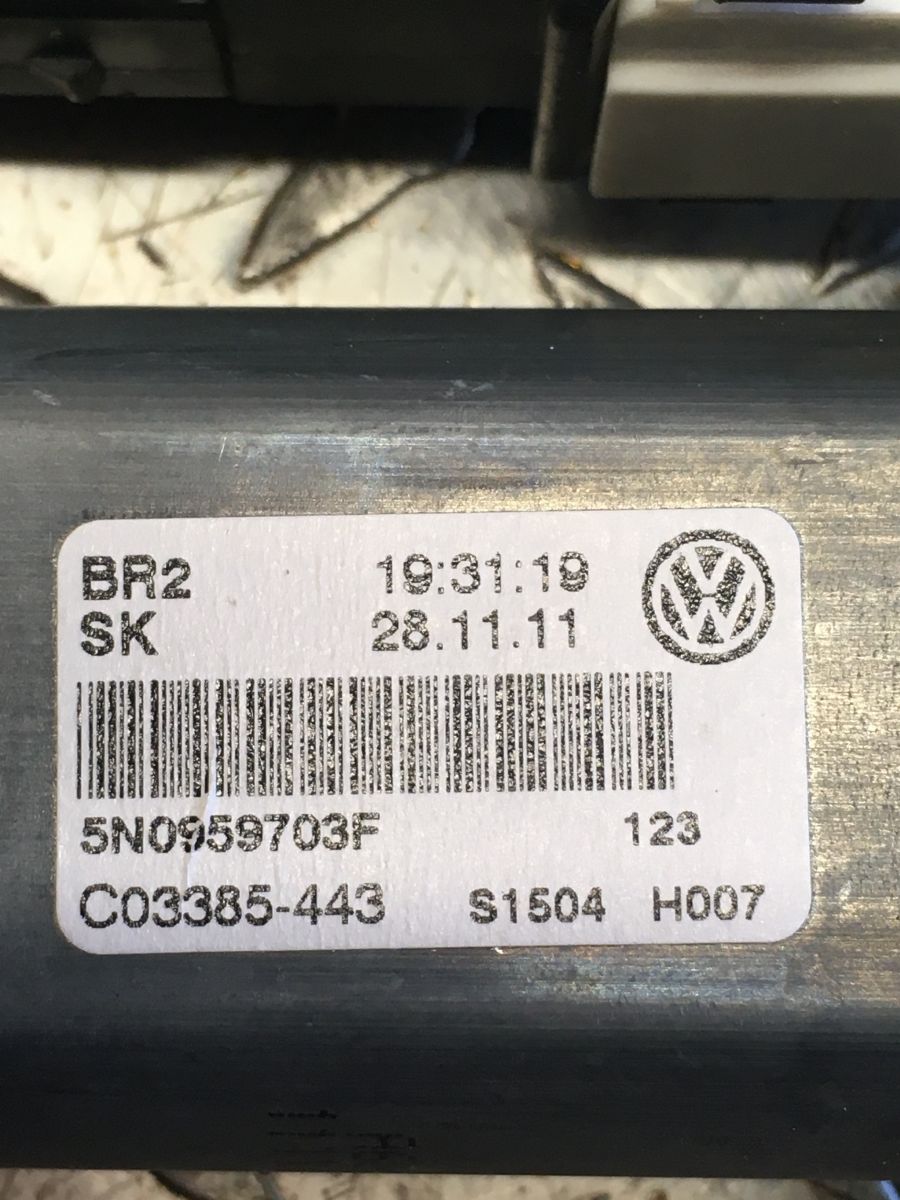 BR2 19:31:19
SK 28.11.11
5N0959703F 123
C03385-443 S1504 H007